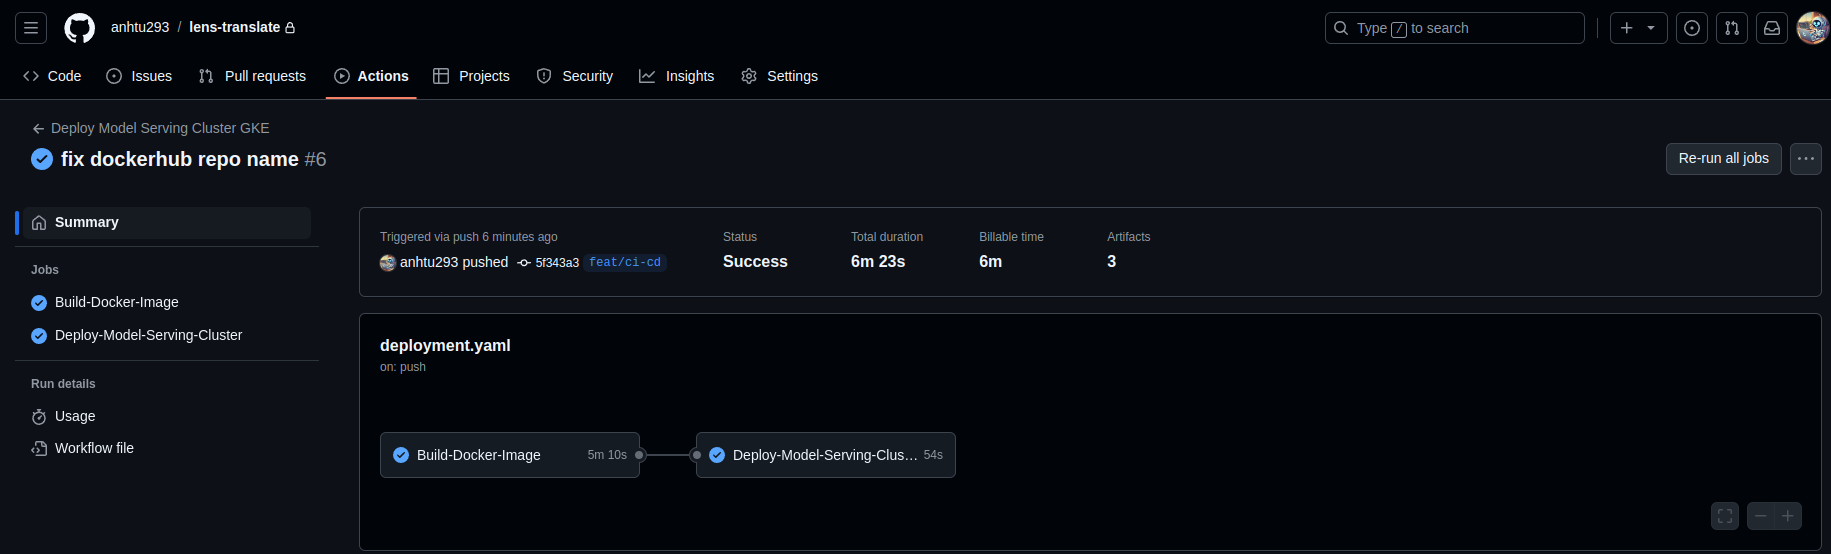 anhtu293 / lens-translate
Type / to search
Code Issues Pull requests Actions Projects Security Insights Settings
Deploy Model Serving Cluster GKE
fix dockerhub repo name #6
Re-run all jobs
Summary
Jobs
Build-Docker-Image
Deploy-Model-Serving-Cluster
Run details
Usage
Workflow file
Triggered via push 6 minutes ago
anhtu293 pushed 5f343a3 feat/ci-cd
Status
Success
Total duration
6m 23s
Billable time
6m
Artifacts
3
deployment.yaml
on: push
Build-Docker-Image 5m 10s
Deploy-Model-Serving-Clus... 54s